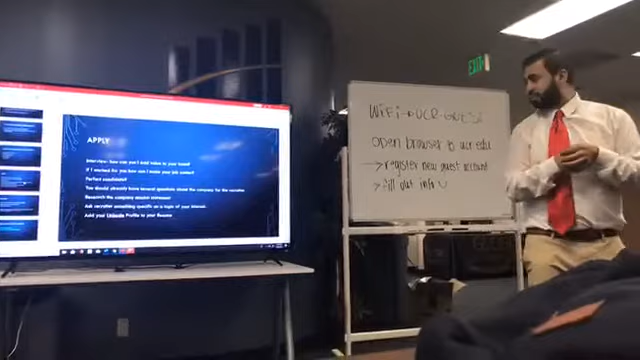 APPLY
Interview: how can you I add value to your brand?
If I worked for you how can I make your job easier?
Perfect candidate?
You should already have several questions about the company for the recruiter.
Research the company mission statement
Ask recruiter something specific on a topic of your interest.
Add your LinkedIn Profile to your Resume
EXIT
WiFi → UCR-GUEST
open browser to ucr.edu
→ register new guest account
→ fill out info